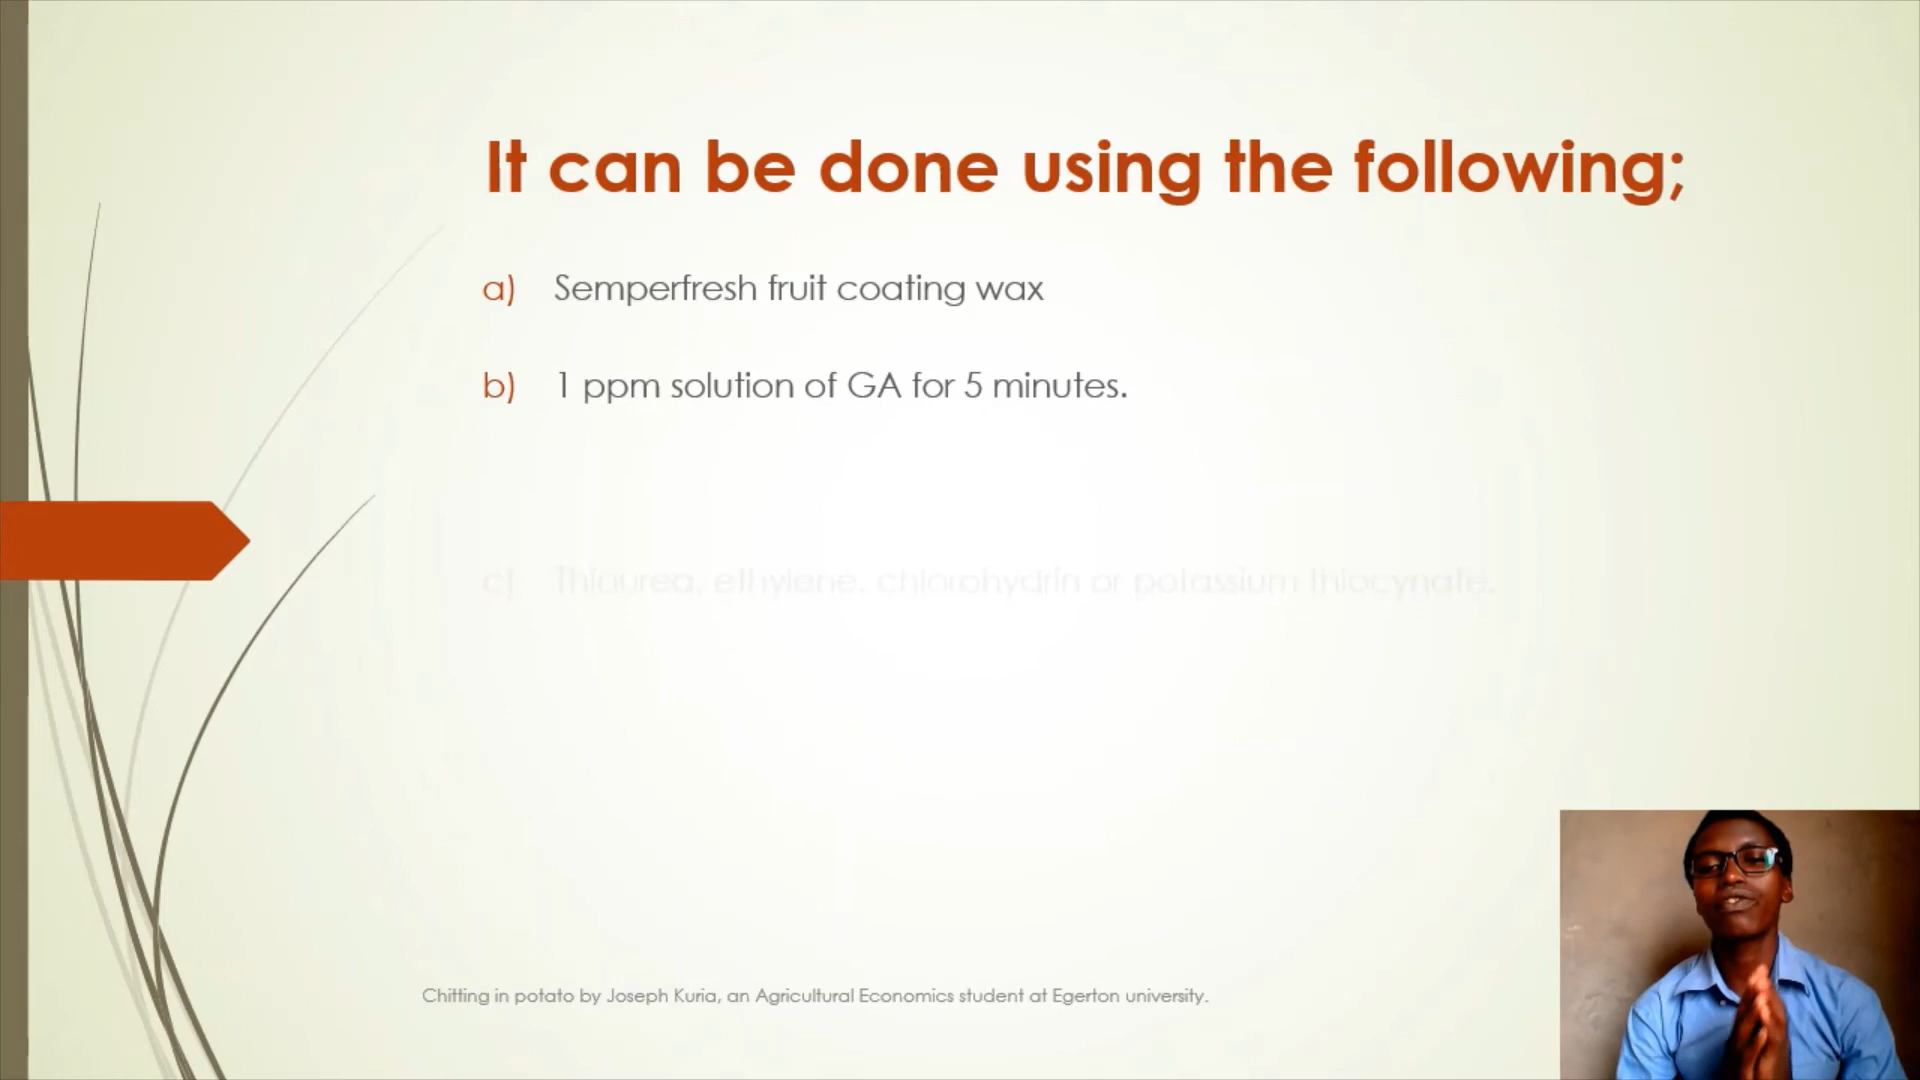 It can be done using the following;
a) Semperfresh fruit coating wax
b) 1 ppm solution of GA for 5 minutes.
c) Thiourea, ethylene, chlorohydrin or potassium thiocynate.
Chitting in potato by Joseph Kuria, an Agricultural Economics student at Egerton university.